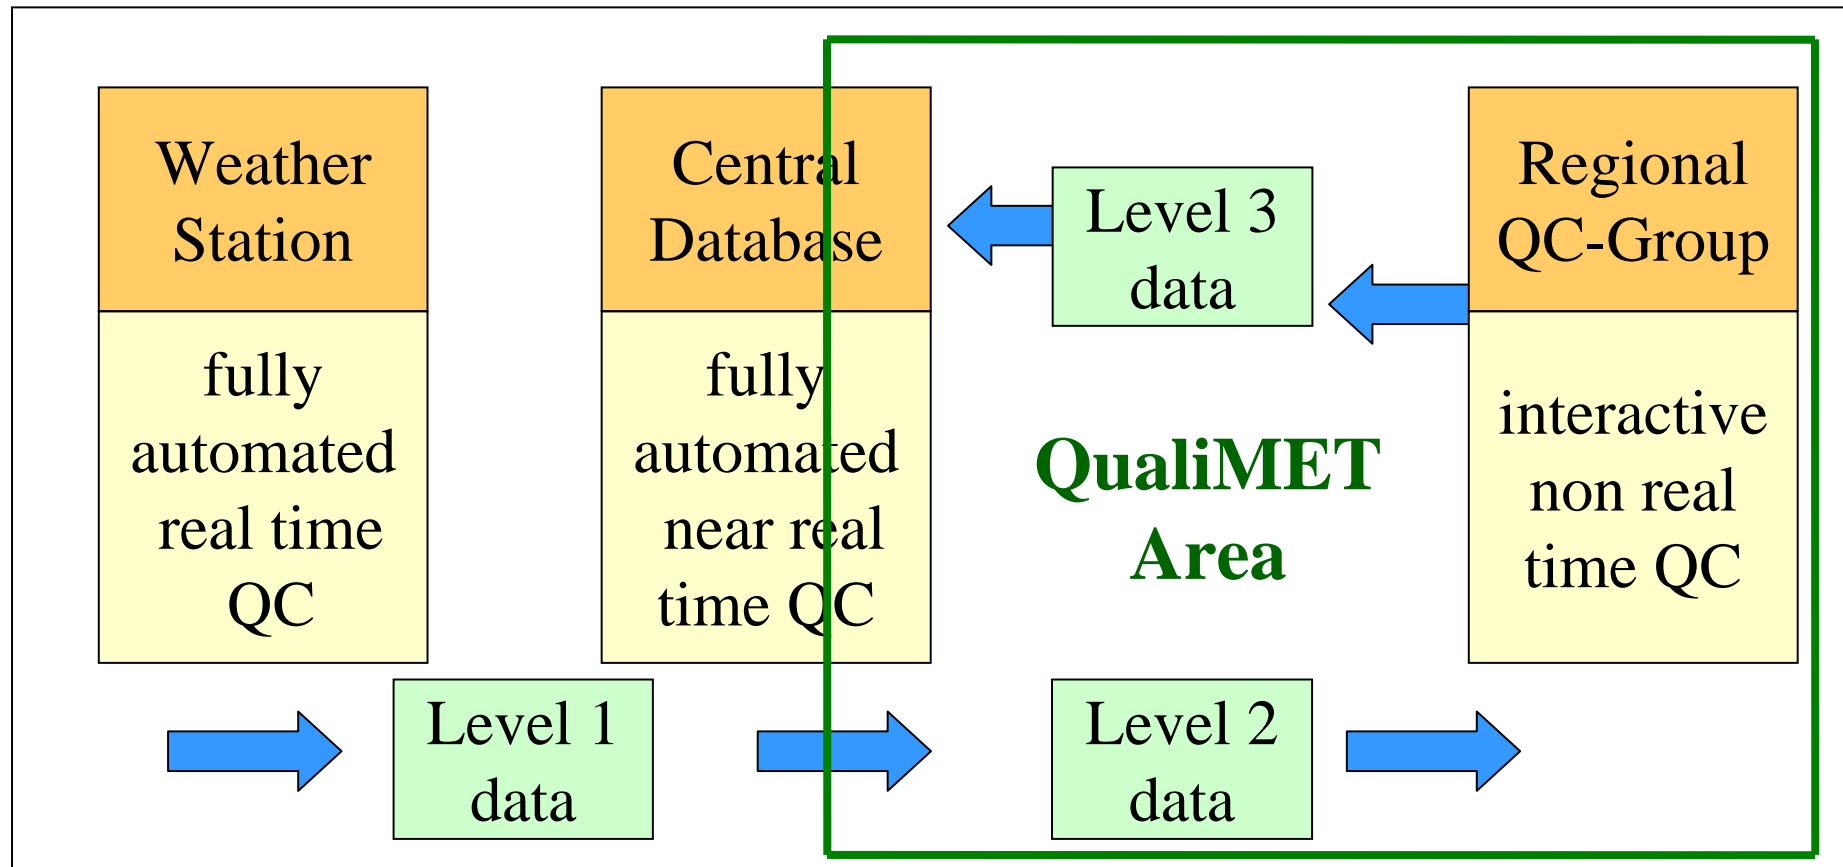 Weather
Station
fully
automated
real time
QC
Level 1
data
Central
Database
fully
automated
near real
time QC
Level 3
data
QualiMET
Area
Level 2
data
Regional
QC-Group
interactive
non real
time QC